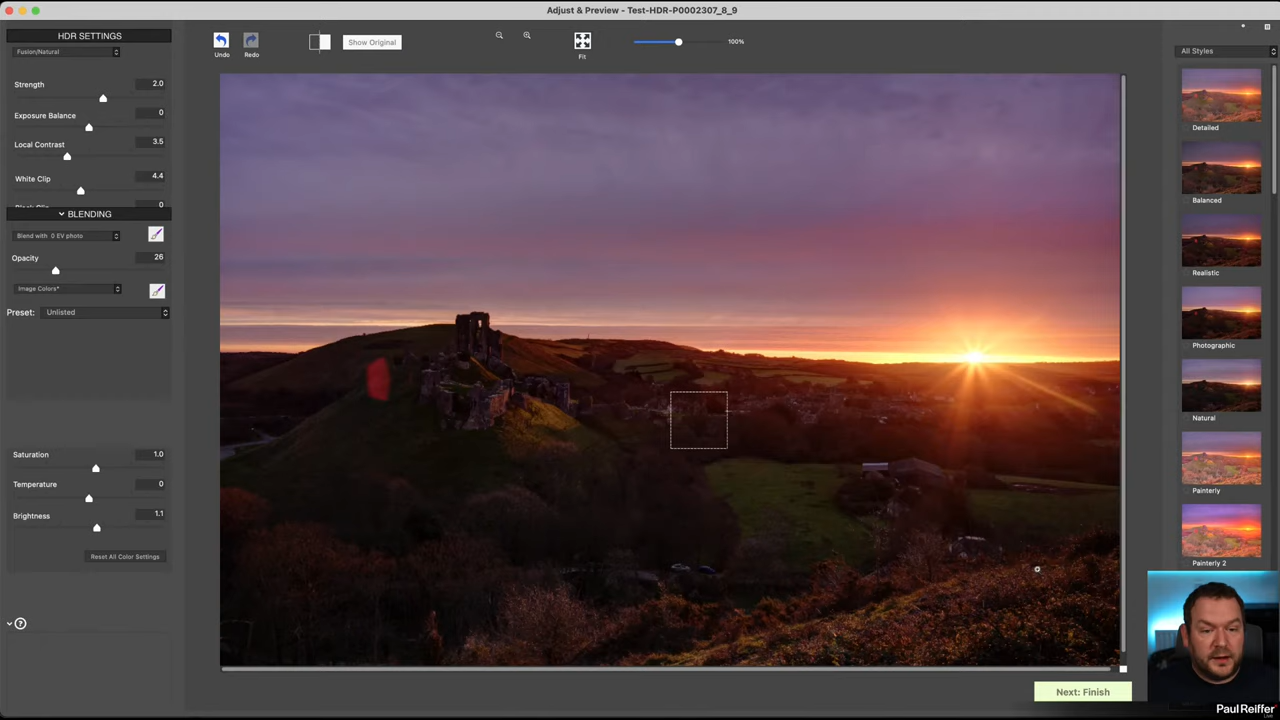 Adjust & Preview - Test-HDR-P0002307_8_9
HDR SETTINGS
Fusion/Natural
Strength 2.0
Exposure Balance 0
Local Contrast 3.5
White Clip 4.4
Black Clip 0
BLENDING
Blend with 0 EV photo
Opacity 26
Image Colors*
Preset: Unlisted
Saturation 1.0
Temperature 0
Brightness 1.1
Reset All Color Settings
?
Undo
Redo
Show Original
Fit
100%
All Styles
Detailed
Balanced
Realistic
Photographic
Natural
Painterly
Painterly 2
Next: Finish
PaulReiffer
Live